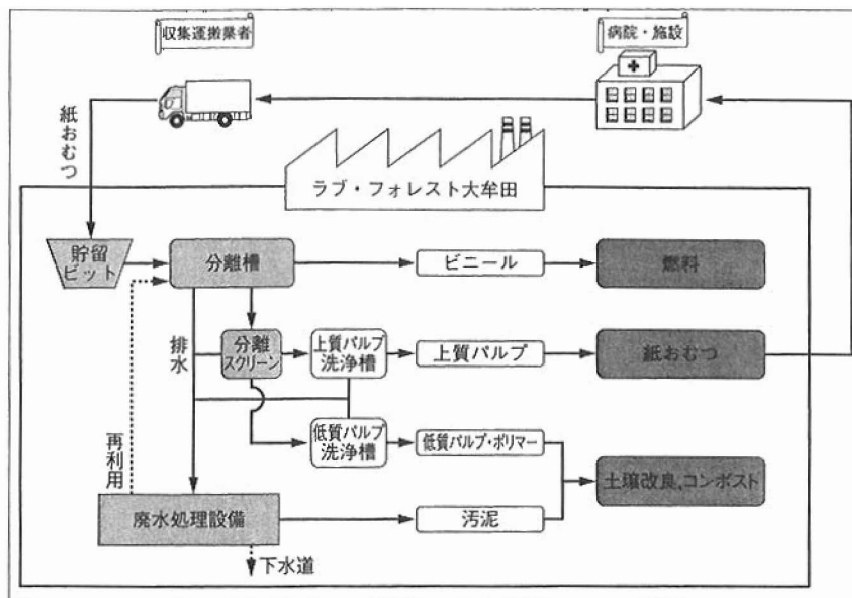 収集運搬業者
病院・施設
紙おむつ
ラブ・フォレスト大牟田
貯留
ピット
分離槽
ビニール
燃料
排水
分離
スクリーン
上質パルプ
洗浄槽
上質パルプ
紙おむつ
低質パルプ
洗浄槽
低質パルプ・ポリマー
土壌改良、コンポスト
再利用
廃水処理設備
汚泥
下水道